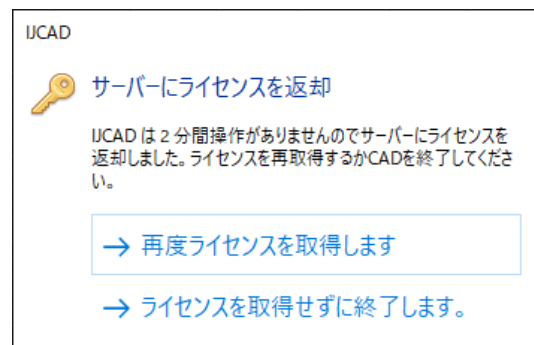 IJCAD
サーバーにライセンスを返却
IJCAD は 2 分間操作がありませんのでサーバーにライセンスを
返却しました。ライセンスを再取得するかCADを終了してくださ
い。
→ 再度ライセンスを取得します
→ ライセンスを取得せずに終了します。